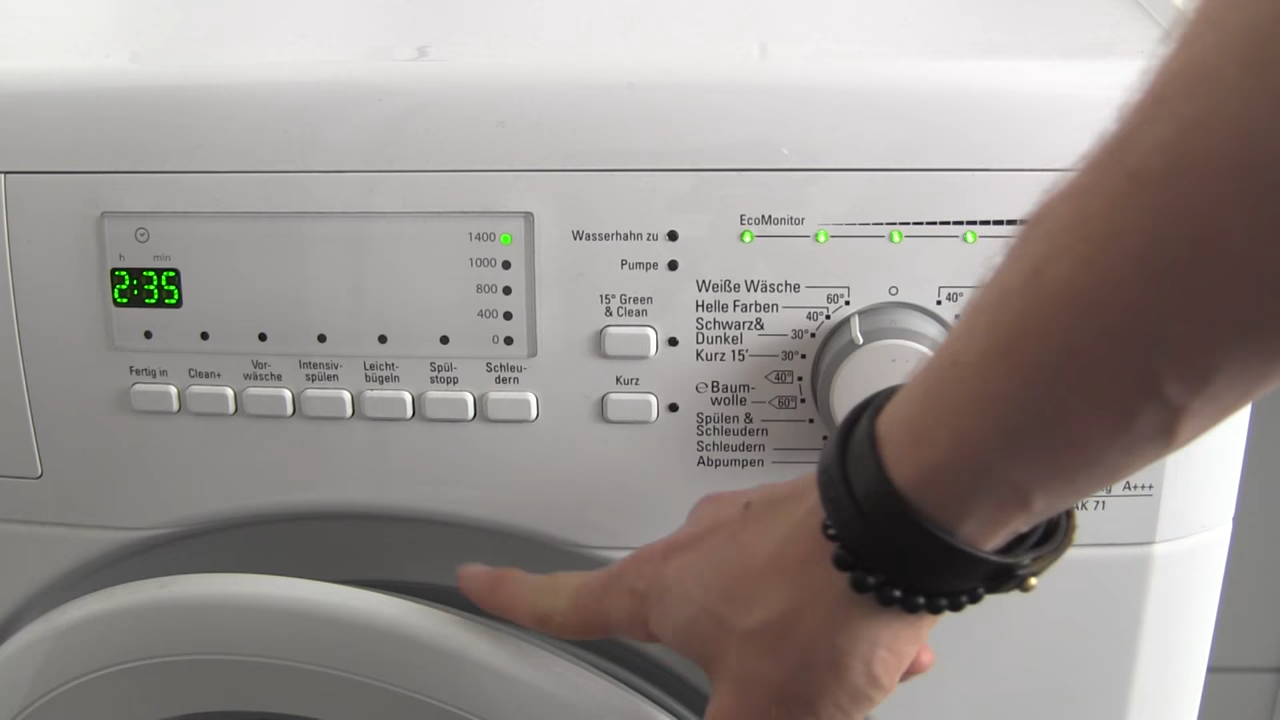 h min
2:35
1400
1000
800
400
0
Fertig in
Clean+
Vor-
wäsche
Intensiv-
spülen
Leicht-
bügeln
Spül-
stopp
Schleu-
dern
Wasserhahn zu
Pumpe
15° Green
& Clean
Kurz
EcoMonitor
Weiße Wäsche
60°
Helle Farben
40°
Schwarz&
Dunkel
30°
Kurz 15'
30°
40°
e Baum-
wolle
60°
Spülen &
Schleudern
Schleudern
Abpumpen
40°
A+++
AK 71